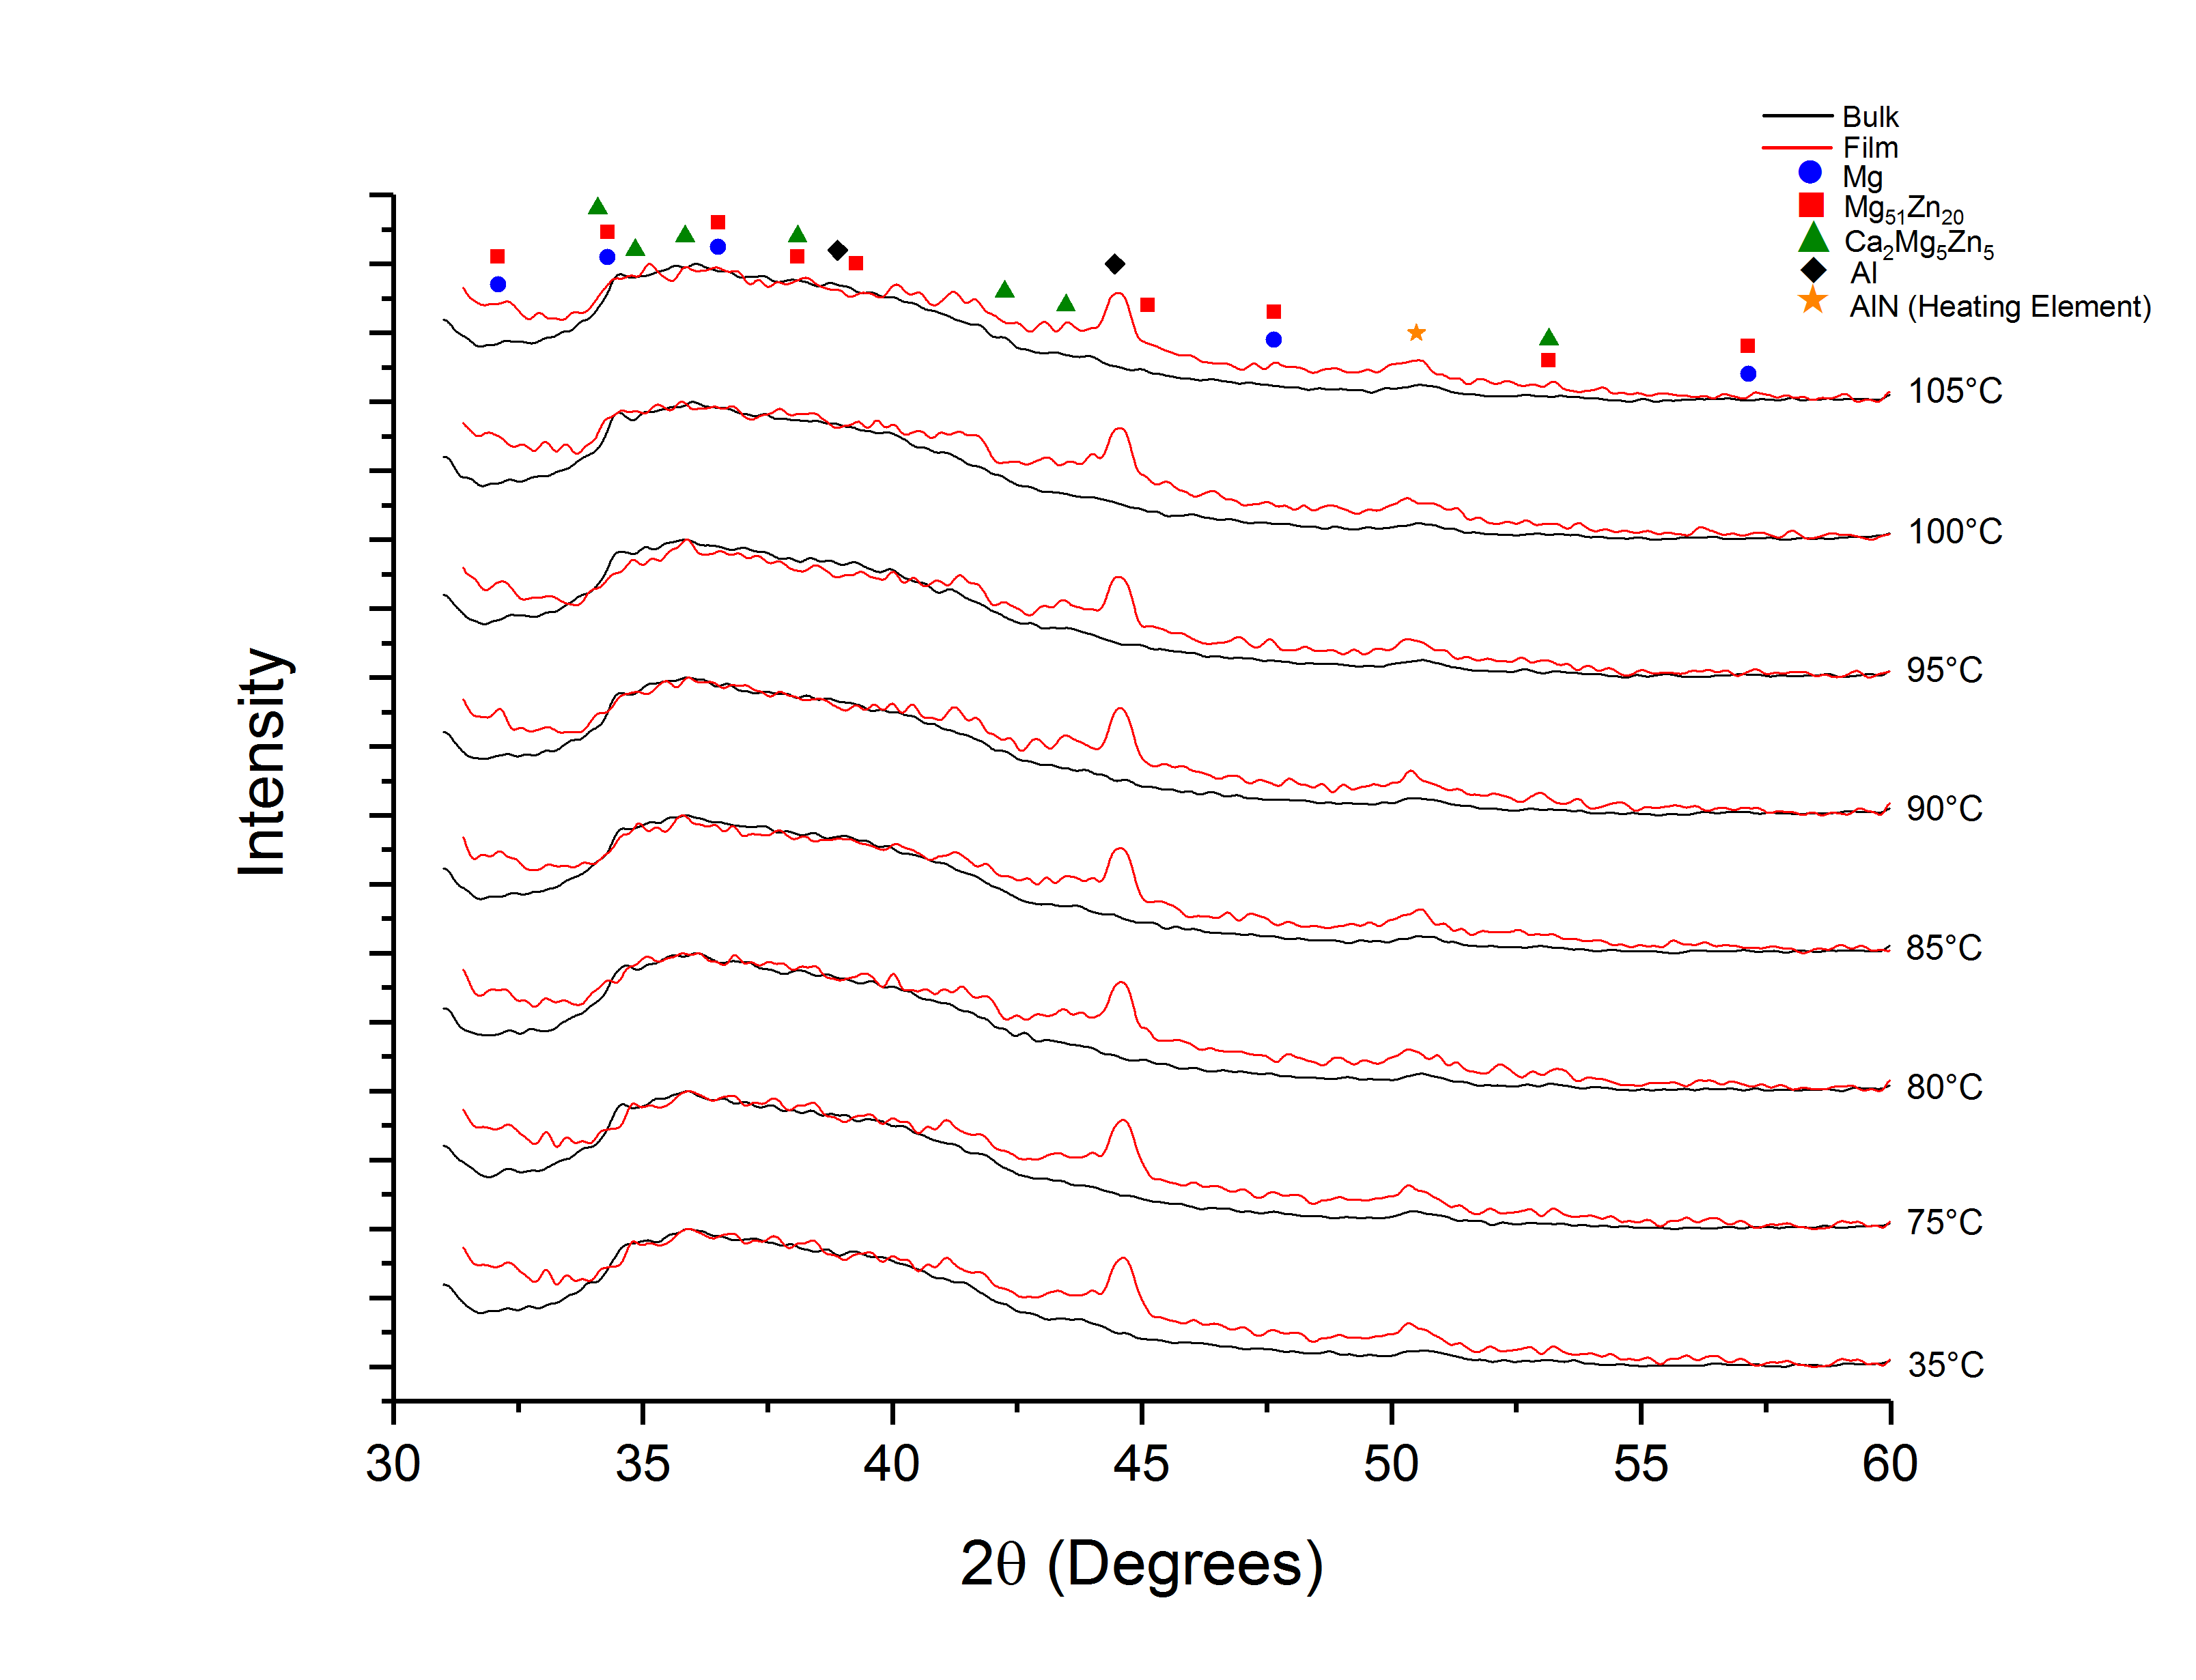 Bulk
Film
Mg
Mg51Zn20
Ca2Mg5Zn5
Al
AlN (Heating Element)
105°C
100°C
95°C
90°C
85°C
80°C
75°C
35°C
Intensity
30 35 40 45 50 55 60
2θ (Degrees)